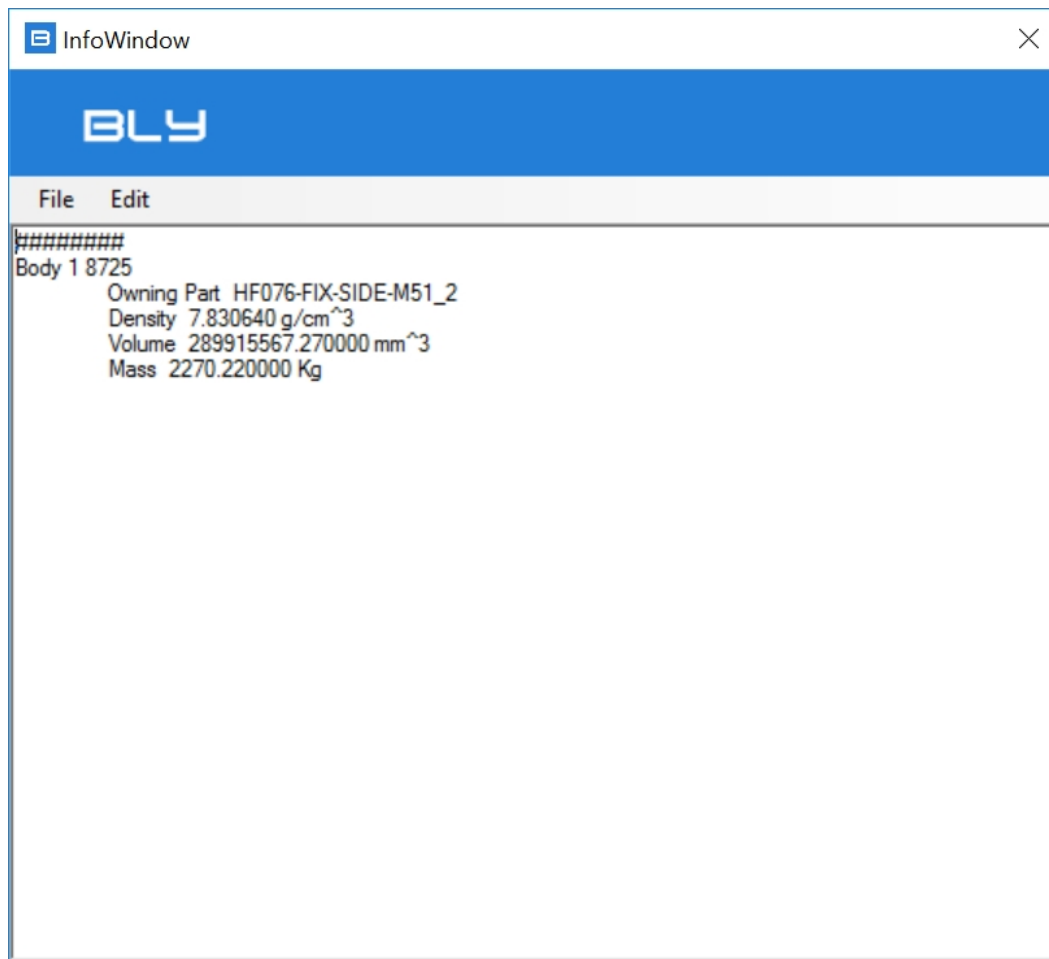 InfoWindow
BLY
File Edit
########
Body 1 8725
Owning Part HF076-FIX-SIDE-M51_2
Density 7.830640 g/cm^3
Volume 289915567.270000 mm^3
Mass 2270.220000 Kg